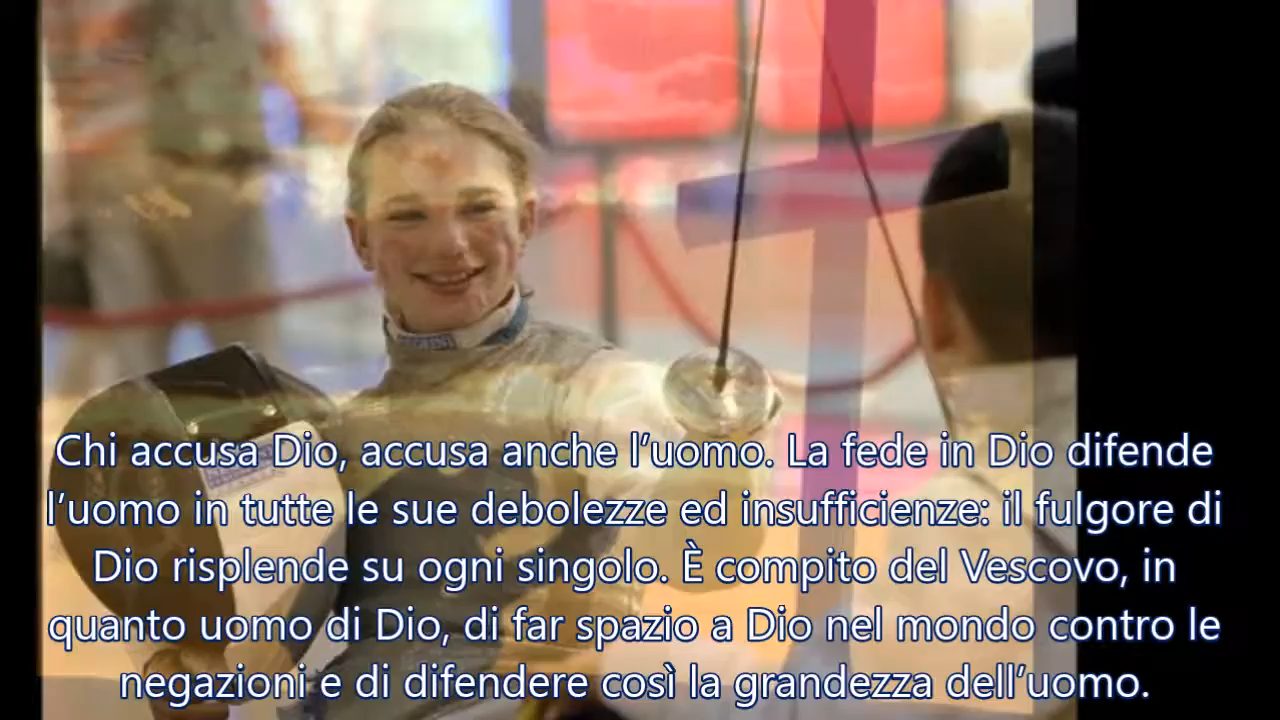 Chi accusa Dio, accusa anche l’uomo. La fede in Dio difende
l’uomo in tutte le sue debolezze ed insufficienze: il fulgore di
Dio risplende su ogni singolo. È compito del Vescovo, in
quanto uomo di Dio, di far spazio a Dio nel mondo contro le
negazioni e di difendere così la grandezza dell’uomo.